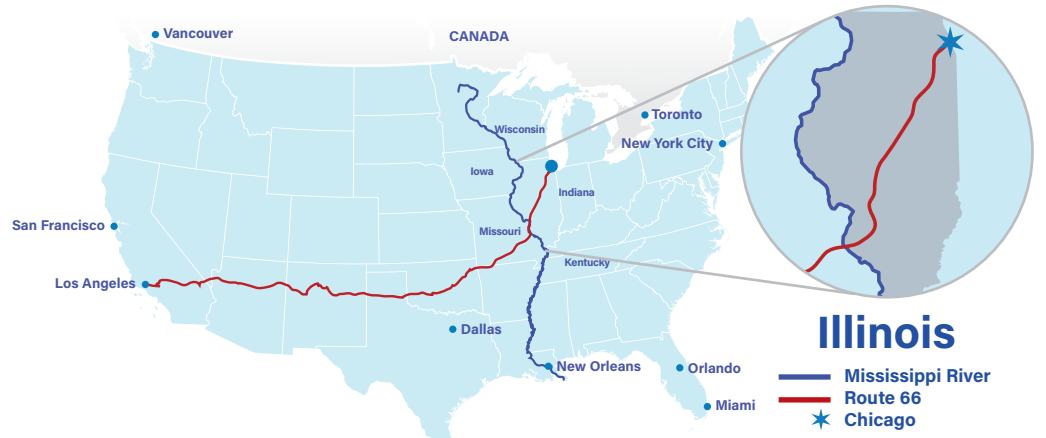 Vancouver
CANADA
Toronto
Wisconsin
New York City
Iowa
Indiana
San Francisco
Missouri
Kentucky
Los Angeles
Dallas
New Orleans
Orlando
Miami
Illinois
Mississippi River
Route 66
Chicago